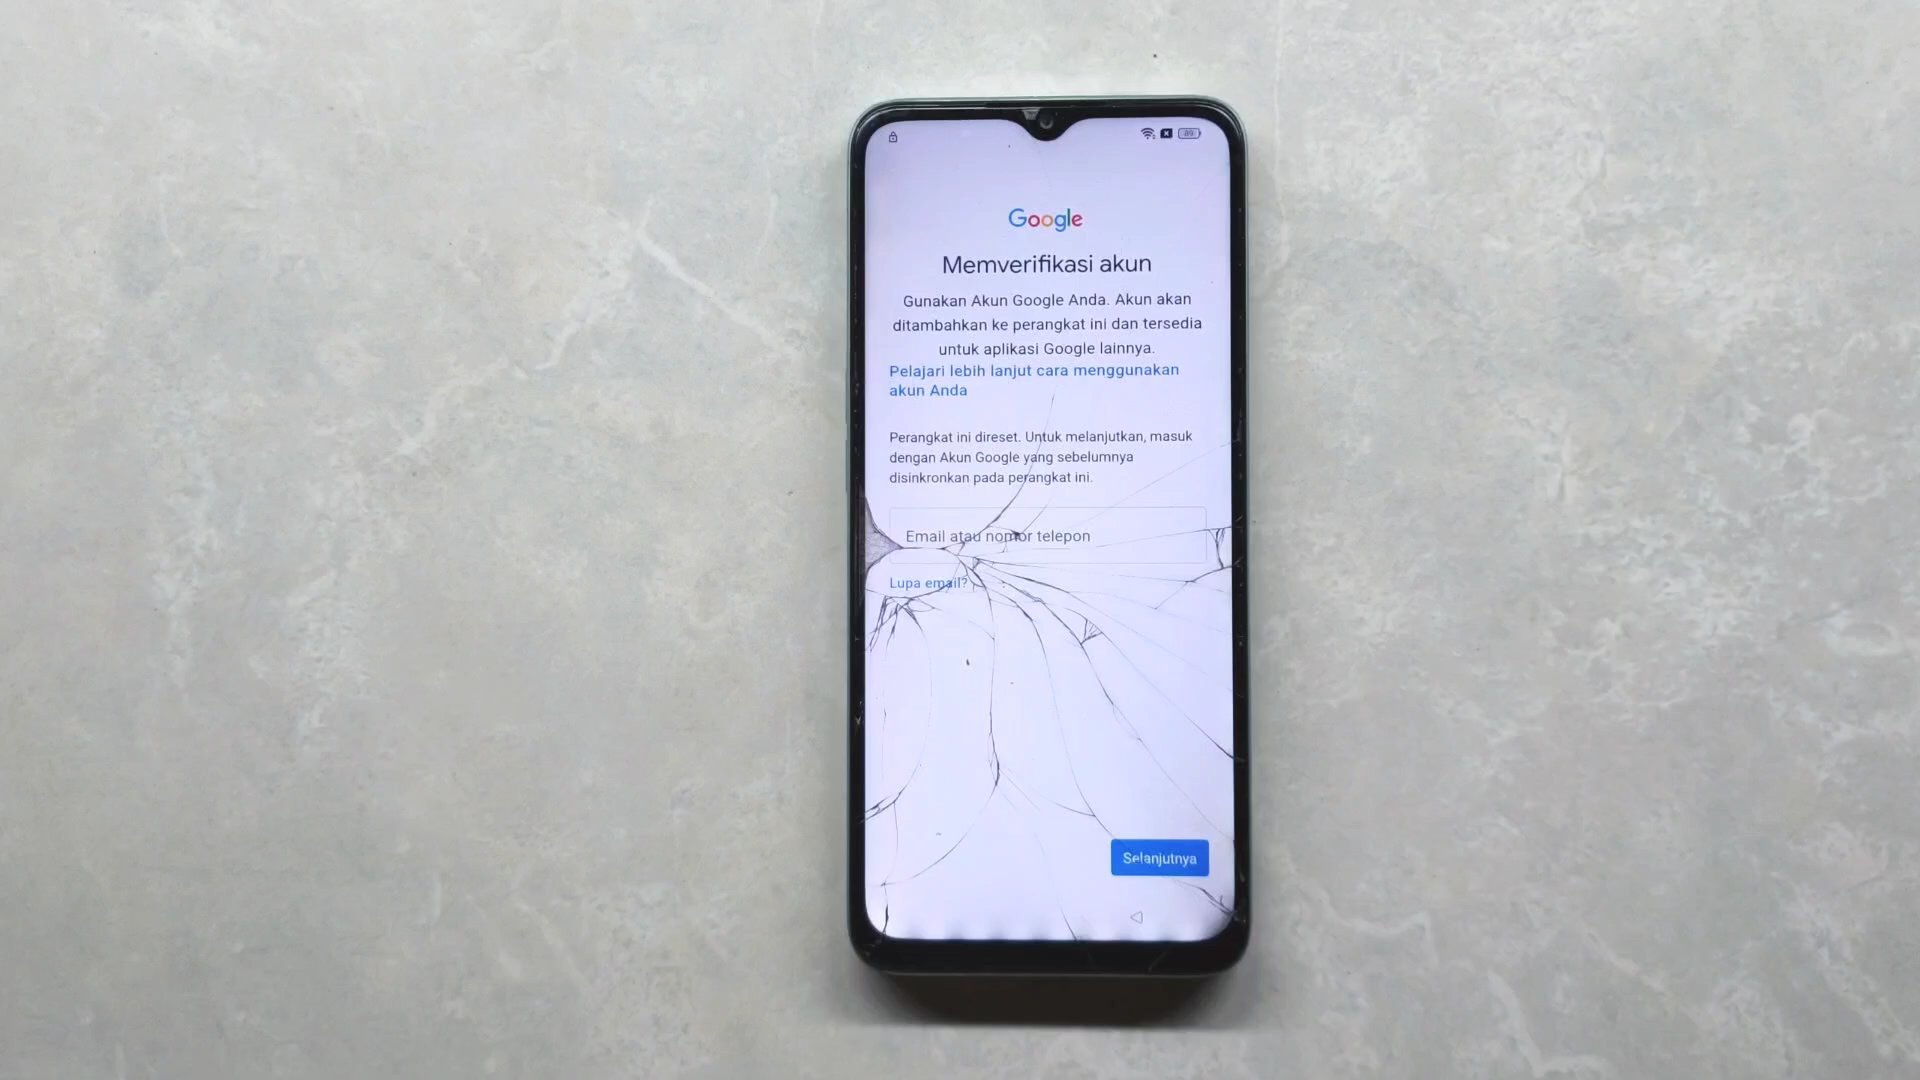 89
Google
Memverifikasi akun
Gunakan Akun Google Anda. Akun akan
ditambahkan ke perangkat ini dan tersedia
untuk aplikasi Google lainnya.
Pelajari lebih lanjut cara menggunakan
akun Anda
Perangkat ini direset. Untuk melanjutkan, masuk
dengan Akun Google yang sebelumnya
disinkronkan pada perangkat ini.
Email atau nomor telepon
Lupa email?
Selanjutnya